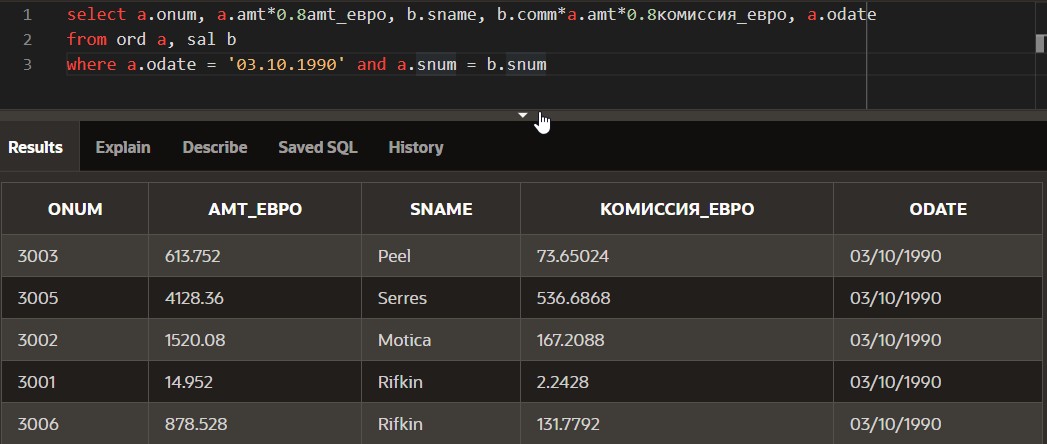 1 select a.onum, a.amt*0.8amt_евро, b.sname, b.comm*a.amt*0.8комиссия_евро, a.odate
2 from ord a, sal b
3 where a.odate = '03.10.1990' and a.snum = b.snum
Results Explain Describe Saved SQL History
ONUM AMT_ЕВРО SNAME КОМИССИЯ_ЕВРО ODATE
3003 613.752 Peel 73.65024 03/10/1990
3005 4128.36 Serres 536.6868 03/10/1990
3002 1520.08 Motica 167.2088 03/10/1990
3001 14.952 Rifkin 2.2428 03/10/1990
3006 878.528 Rifkin 131.7792 03/10/1990